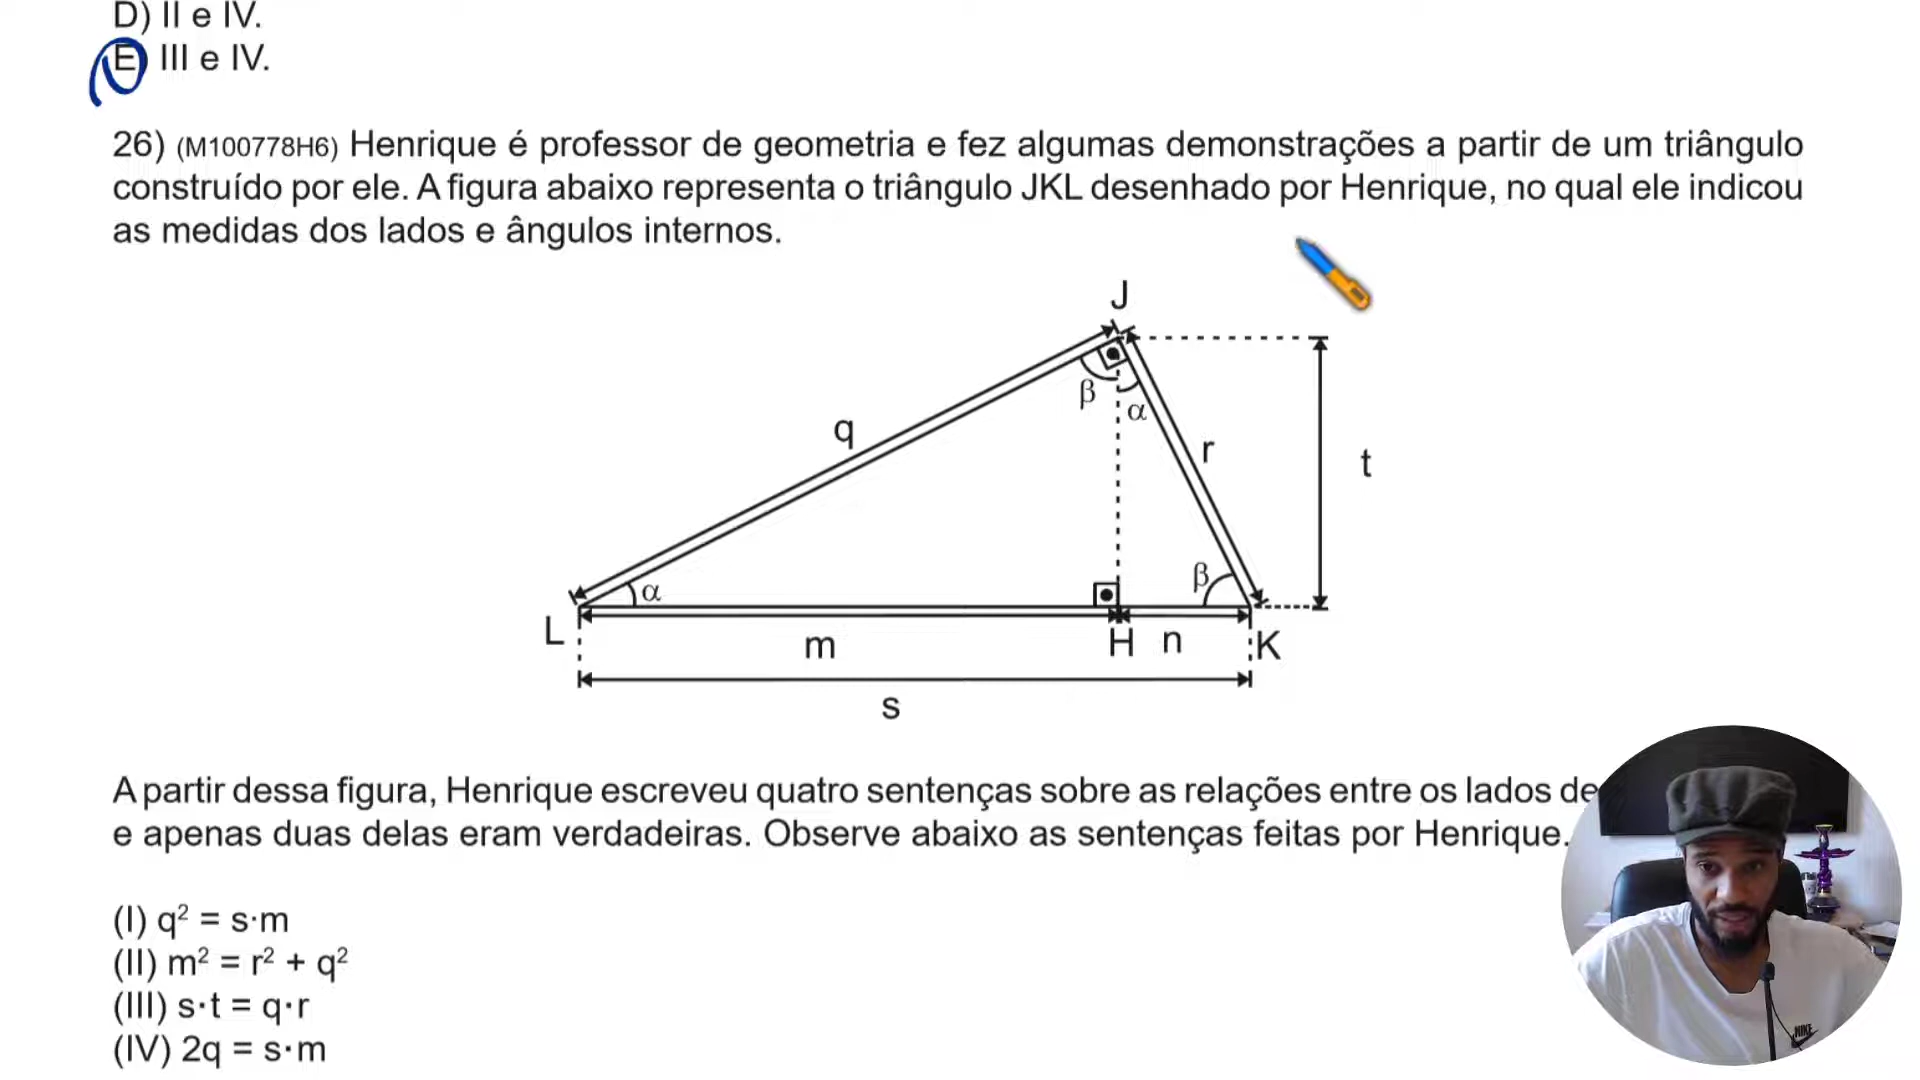 D) II e IV.
E) III e IV.
26) (M100778H6) Henrique é professor de geometria e fez algumas demonstrações a partir de um triângulo
construído por ele. A figura abaixo representa o triângulo JKL desenhado por Henrique, no qual ele indicou
as medidas dos lados e ângulos internos.
J
β
α
q
r
t
α
β
L
m
H
n
K
s
A partir dessa figura, Henrique escreveu quatro sentenças sobre as relações entre os lados de
e apenas duas delas eram verdadeiras. Observe abaixo as sentenças feitas por Henrique.
(I) q² = s·m
(II) m² = r² + q²
(III) s·t = q·r
(IV) 2q = s·m
NIKE